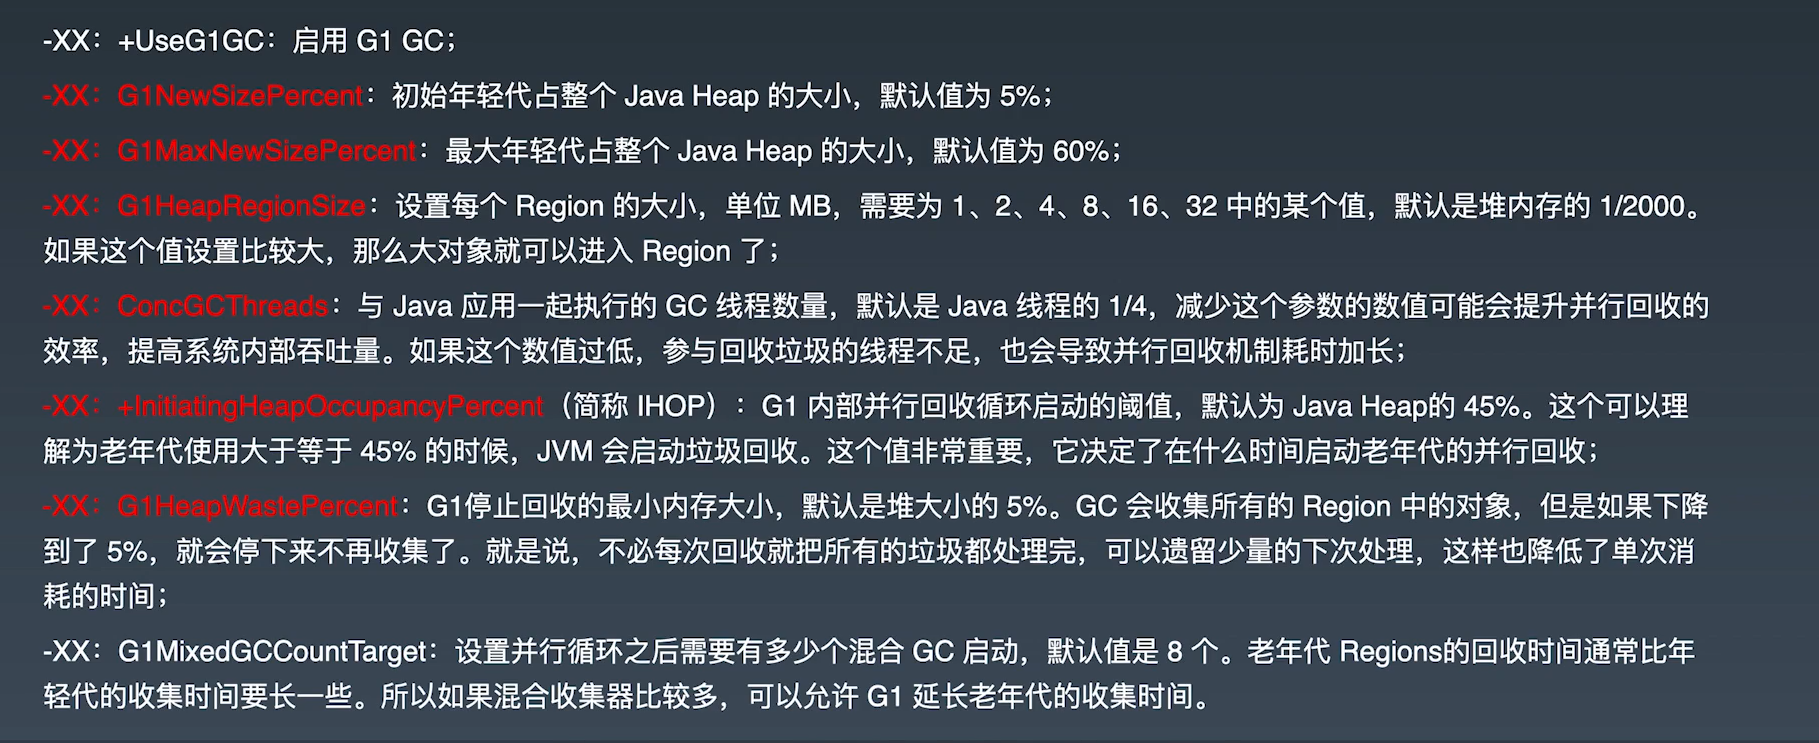 -XX：+UseG1GC：启用 G1 GC；
-XX：G1NewSizePercent：初始年轻代占整个 Java Heap 的大小，默认值为 5%；
-XX：G1MaxNewSizePercent：最大年轻代占整个 Java Heap 的大小，默认值为 60%；
-XX：G1HeapRegionSize：设置每个 Region 的大小，单位 MB，需要为 1、2、4、8、16、32 中的某个值，默认是堆内存的 1/2000。
如果这个值设置比较大，那么大对象就可以进入 Region 了；
-XX：ConcGCThreads：与 Java 应用一起执行的 GC 线程数量，默认是 Java 线程的 1/4，减少这个参数的数值可能会提升并行回收的
效率，提高系统内部吞吐量。如果这个数值过低，参与回收垃圾的线程不足，也会导致并行回收机制耗时加长；
-XX：+InitiatingHeapOccupancyPercent（简称 IHOP）：G1 内部并行回收循环启动的阈值，默认为 Java Heap的 45%。这个可以理
解为老年代使用大于等于 45% 的时候，JVM 会启动垃圾回收。这个值非常重要，它决定了在什么时间启动老年代的并行回收；
-XX：G1HeapWastePercent：G1停止回收的最小内存大小，默认是堆大小的 5%。GC 会收集所有的 Region 中的对象，但是如果下降
到了 5%，就会停下来不再收集了。就是说，不必每次回收就把所有的垃圾都处理完，可以遗留少量的下次处理，这样也降低了单次消
耗的时间；
-XX：G1MixedGCCountTarget：设置并行循环之后需要有多少个混合 GC 启动，默认值是 8 个。老年代 Regions的回收时间通常比年
轻代的收集时间要长一些。所以如果混合收集器比较多，可以允许 G1 延长老年代的收集时间。